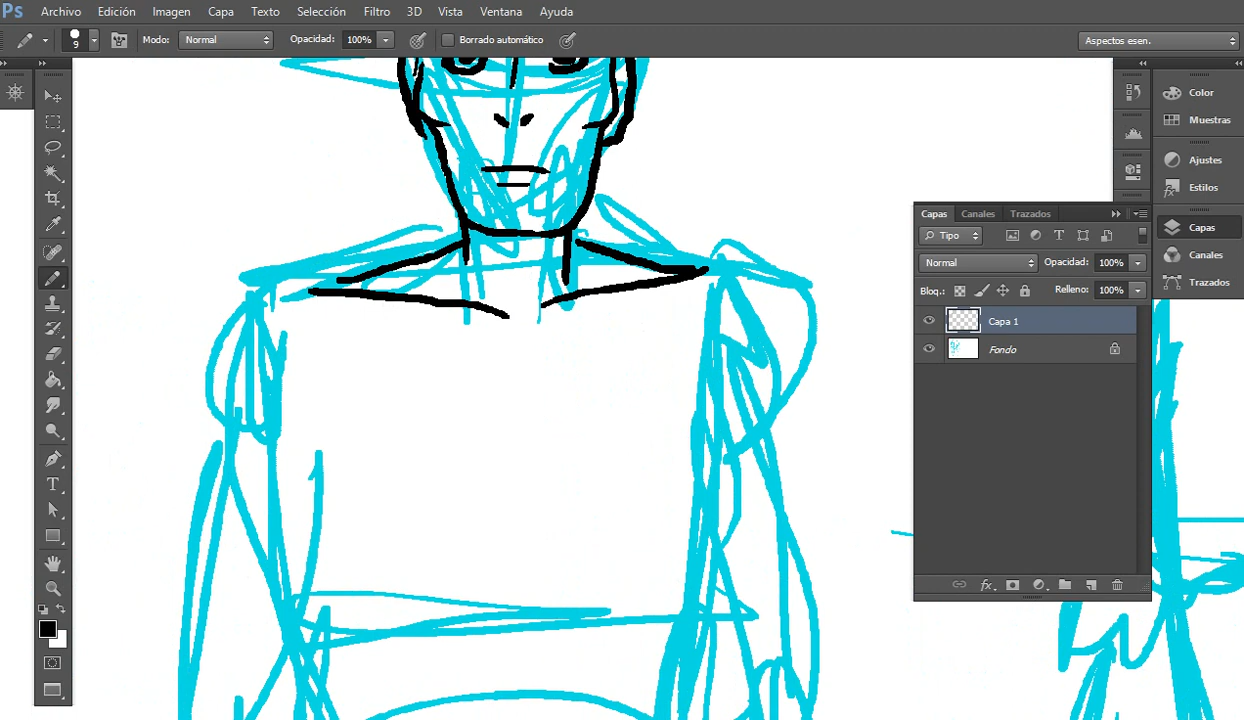 Ps Archivo Edición Imagen Capa Texto Selección Filtro 3D Vista Ventana Ayuda
9 Modo: Normal Opacidad: 100% Borrado automático Aspectos esen.
Color
Muestras
Ajustes
Estilos
Capas
Canales
Trazados
Capas Canales Trazados
Tipo
Normal Opacidad: 100%
Bloq.: Relleno: 100%
Capa 1
Fondo
fx.
T